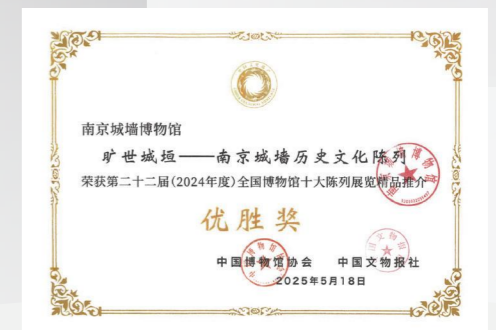 南京城墙博物馆
旷世城垣——南京城墙历史文化陈列
荣获第二十二届(2024年度)全国博物馆十大陈列展览精品推介
优胜奖
中国博物馆协会 中国文物报社
2025年5月18日